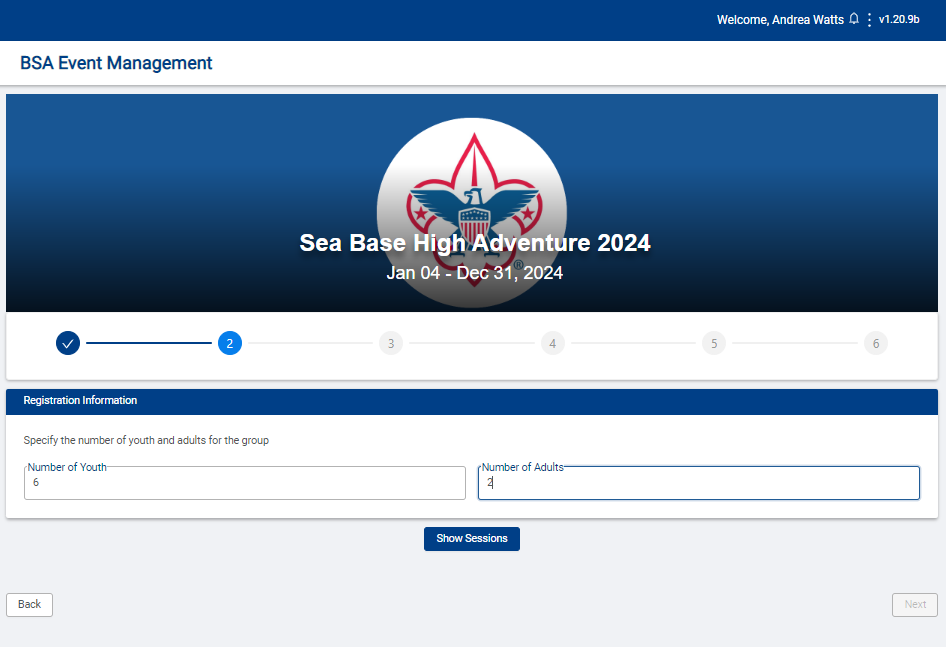 Welcome, Andrea Watts v1.20.9b
BSA Event Management
Sea Base High Adventure 2024
®
Jan 04 - Dec 31, 2024
2 3 4 5 6
Registration Information
Specify the number of youth and adults for the group
Number of Youth Number of Adults
6 2
Show Sessions
Back Next